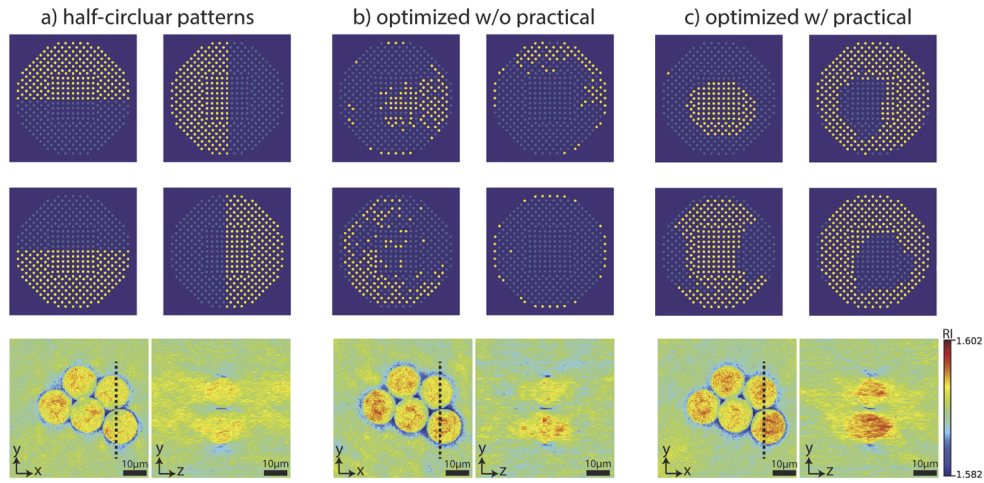 a) half-circluar patterns
b) optimized w/o practical
c) optimized w/ practical
RI
1.602
1.582
y
x
10μm
y
z
10μm
y
x
10μm
y
z
10μm
y
x
10μm
y
z
10μm